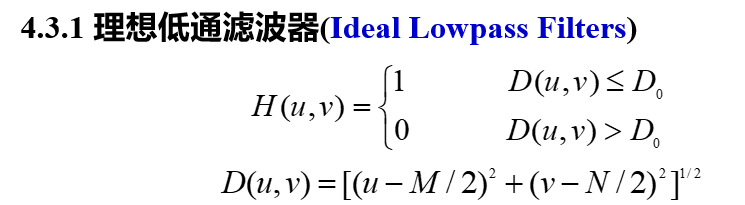 4.3.1 理想低通滤波器(Ideal Lowpass Filters)
H(u,v) = {1 D(u,v) ≤ D₀
0 D(u,v) > D₀
D(u,v) = [(u − M / 2)² + (v − N / 2)²]^1/2